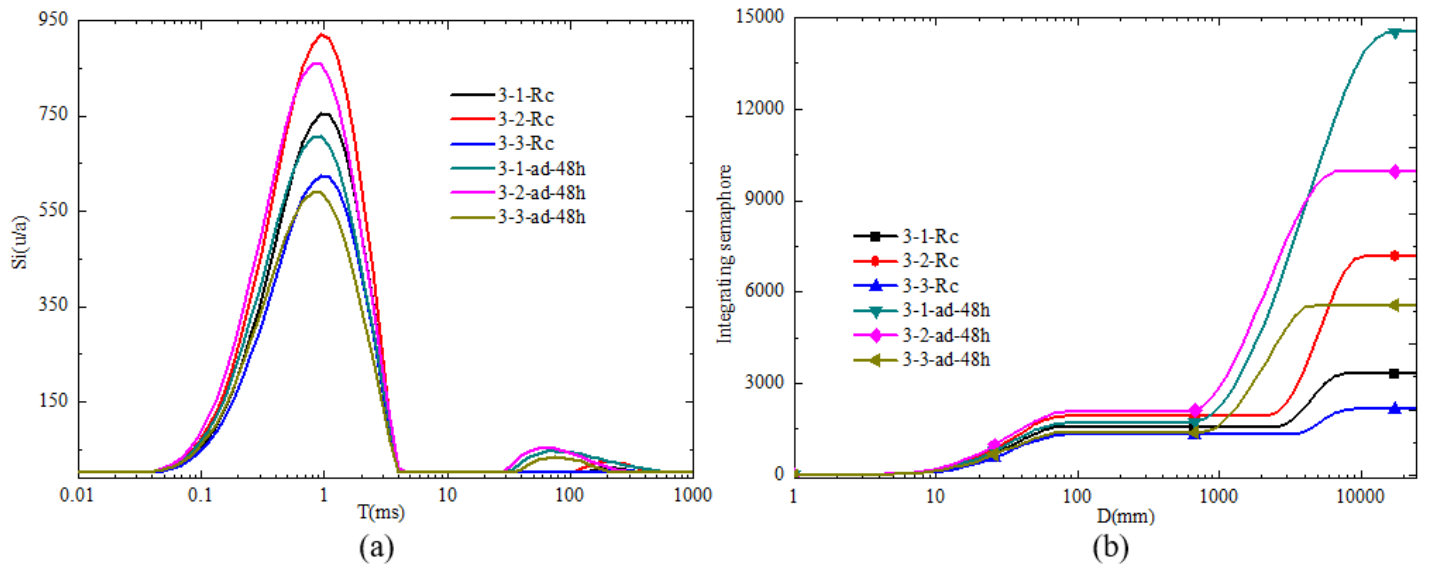 950
750
550
350
150
Si(u/a)
3-1-Rc
3-2-Rc
3-3-Rc
3-1-ad-48h
3-2-ad-48h
3-3-ad-48h
0.01
0.1
1
10
100
1000
T(ms)
(a)
15000
12000
9000
6000
3000
0
Integrating semaphore
3-1-Rc
3-2-Rc
3-3-Rc
3-1-ad-48h
3-2-ad-48h
3-3-ad-48h
1
10
100
1000
10000
D(mm)
(b)